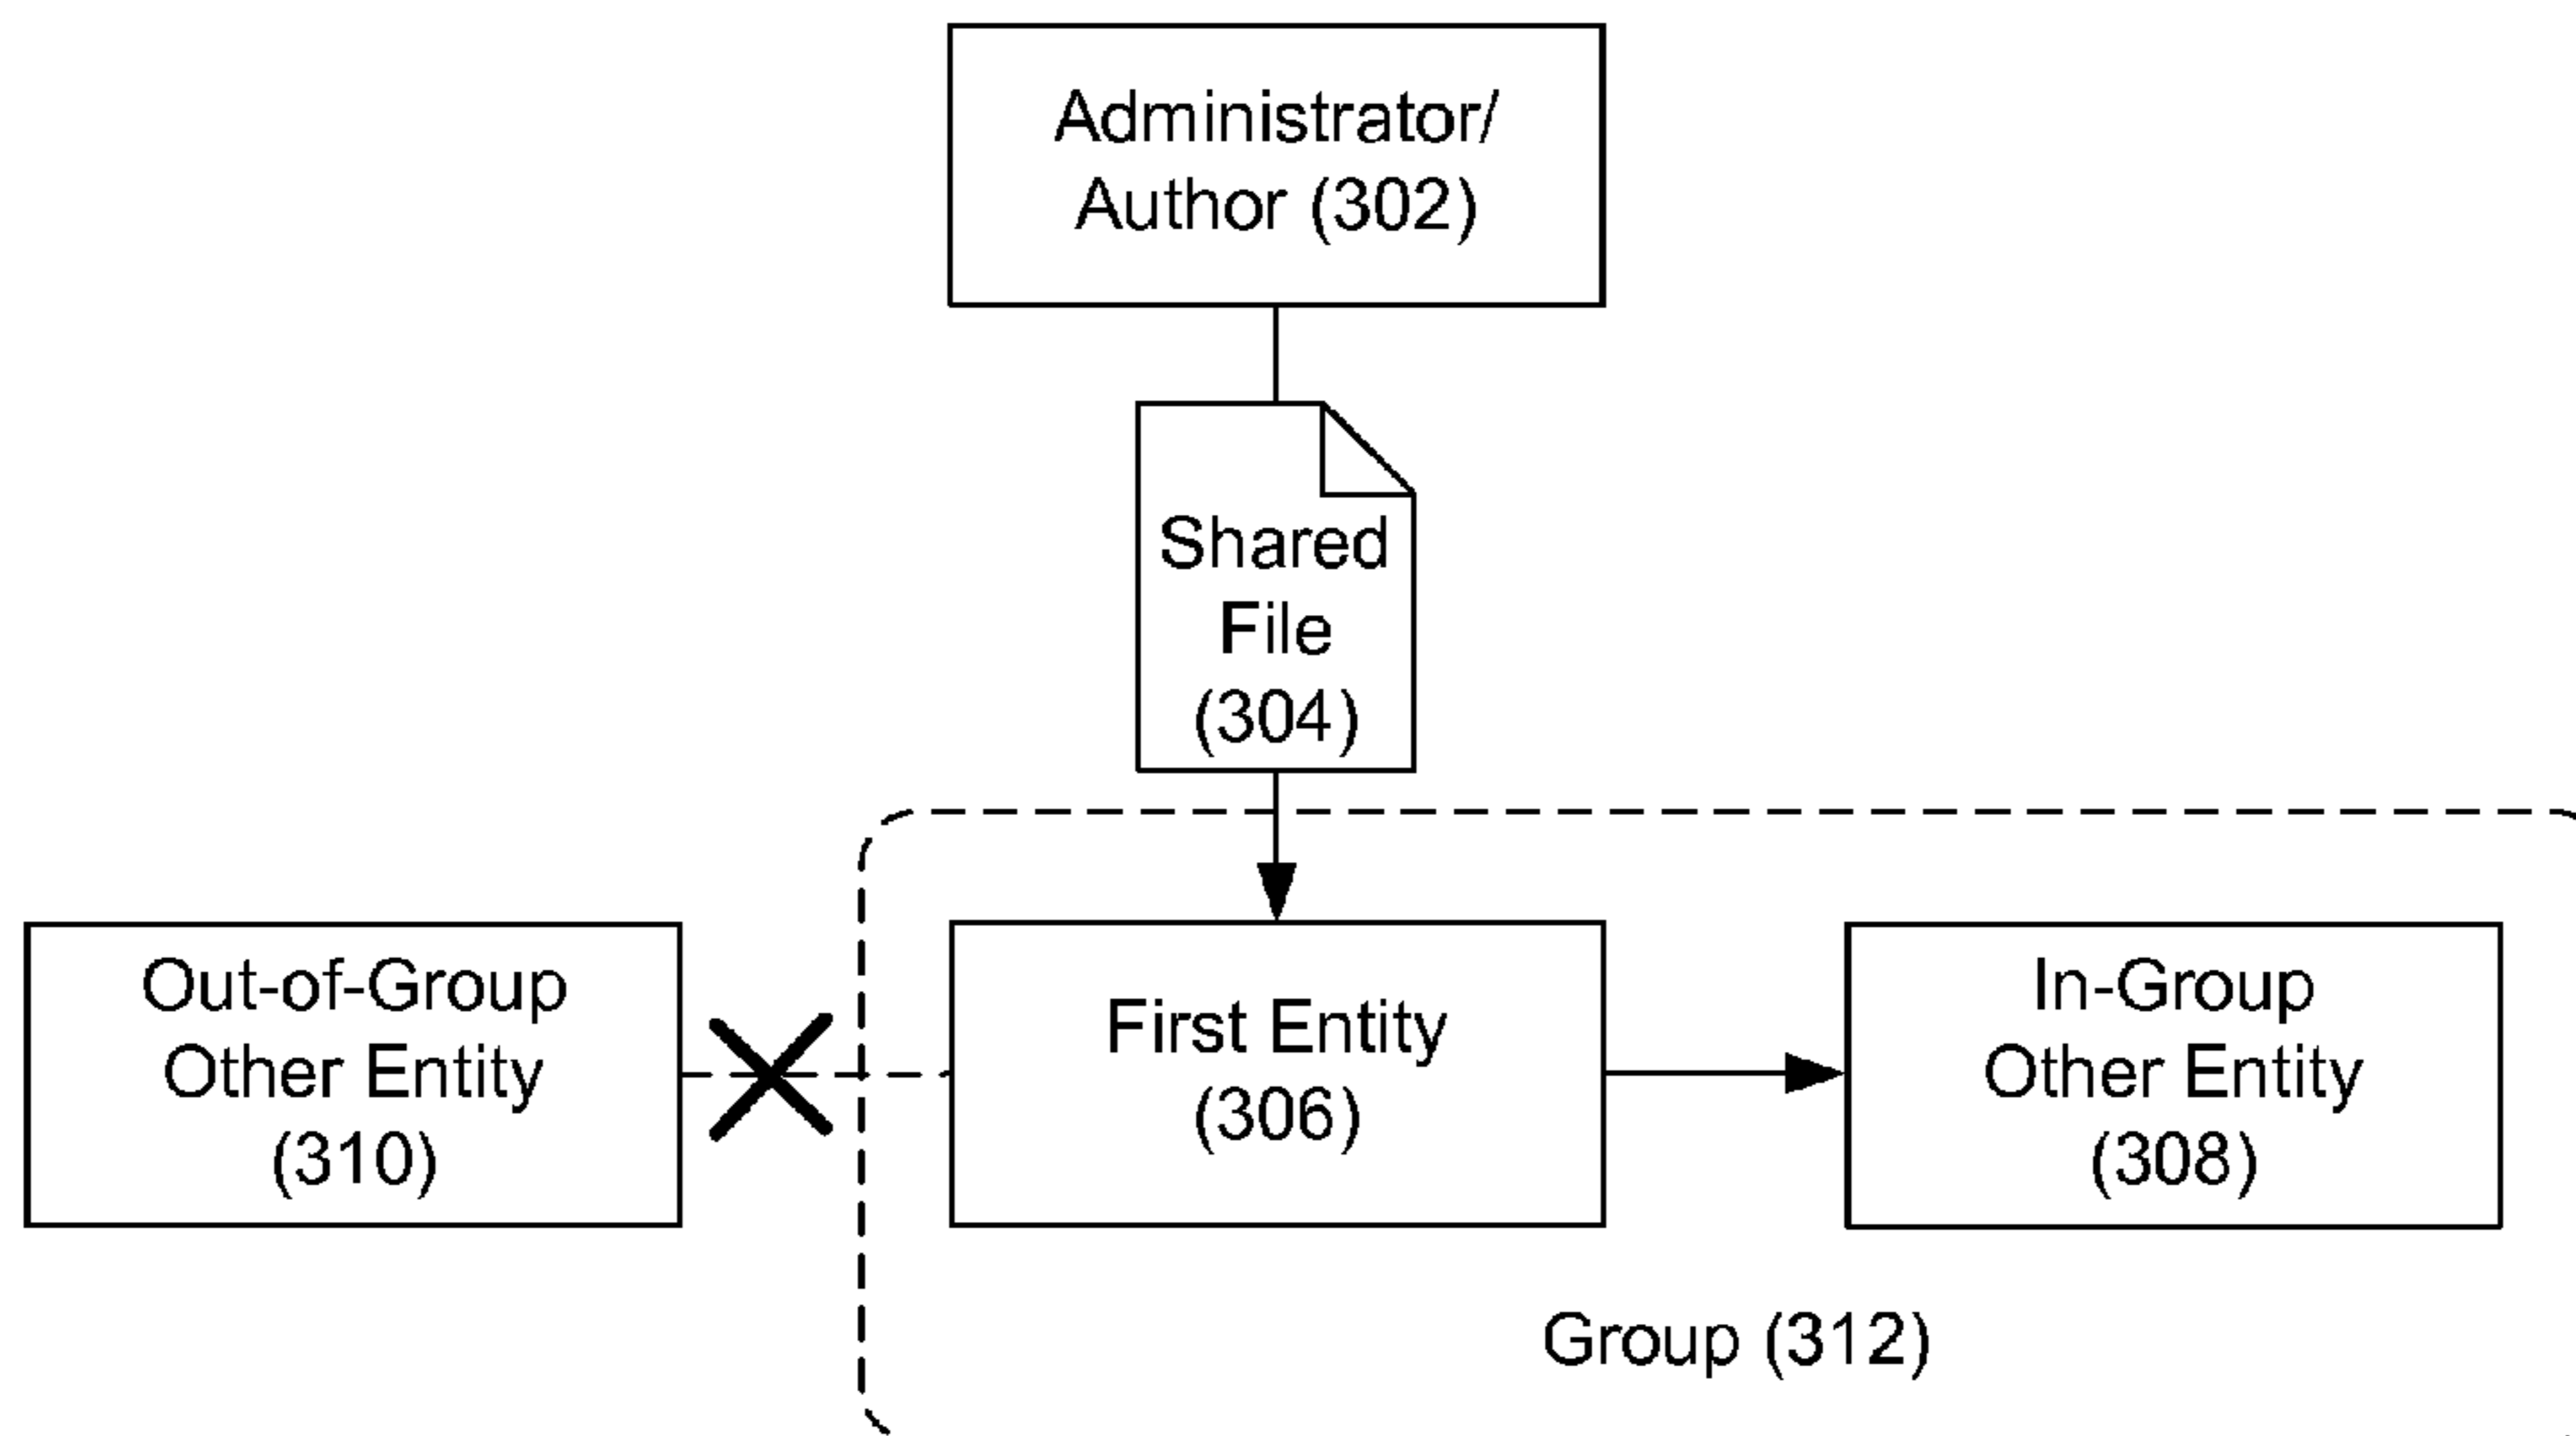 Administrator/
Author (302)
Shared
File
(304)
Out-of-Group
Other Entity
(310)
First Entity
(306)
In-Group
Other Entity
(308)
Group (312)